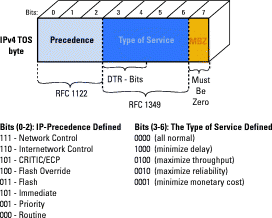 Bits: 0 1 2 3 4 5 6 7
IPv4 TOS
byte
Precedence
Type of Service
MBZ
DTR - Bits
Must
Be
Zero
RFC 1122
RFC 1349
Bits (0-2): IP-Precedence Defined
111 - Network Control
110 - Internetwork Control
101 - CRITIC/ECP
100 - Flash Override
011 - Flash
101 - Immediate
001 - Priority
000 - Routine
Bits (3-6): The Type of Service Defined
0000 (all normal)
1000 (minimize delay)
0100 (maximize throughput)
0010 (maximize reliability)
0001 (minimize monetary cost)